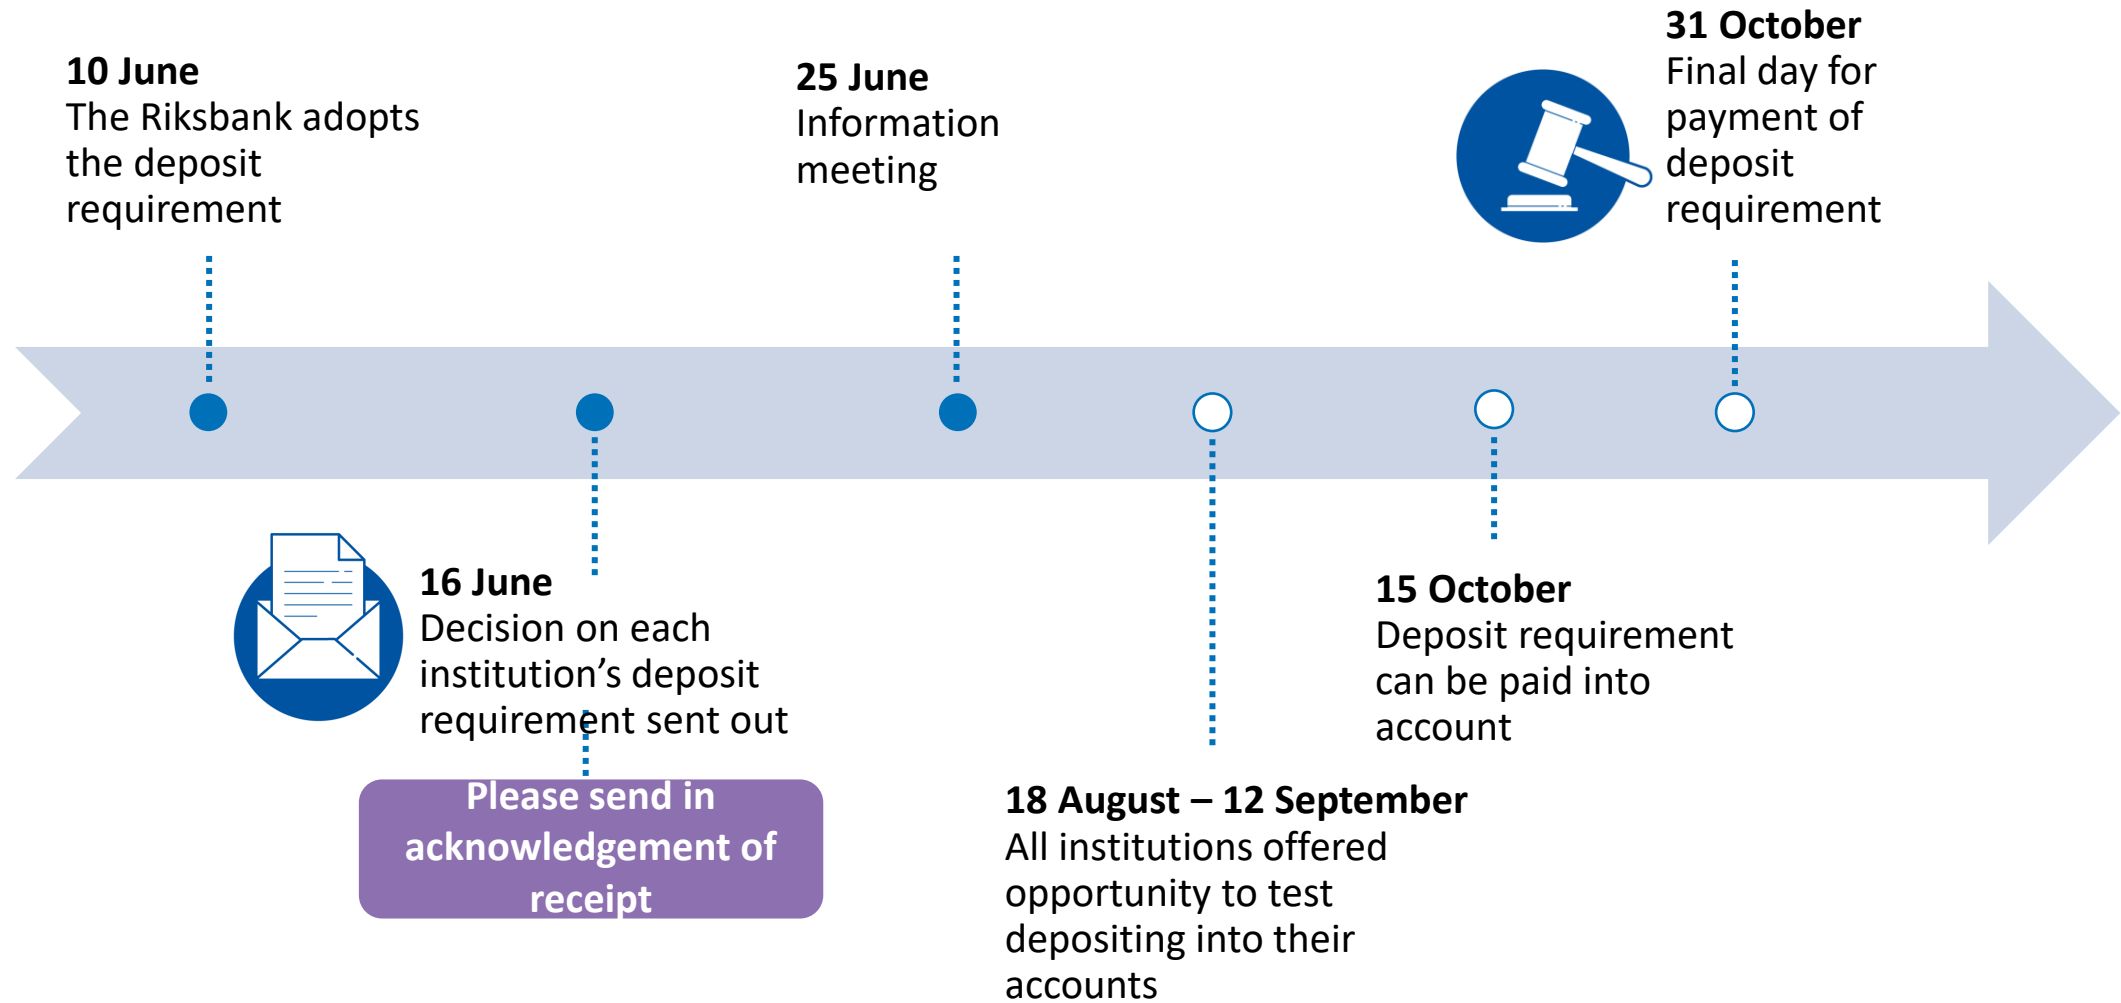 10 June
The Riksbank adopts
the deposit
requirement
25 June
Information
meeting
31 October
Final day for
payment of
deposit
requirement
16 June
Decision on each
institution’s deposit
requirement sent out
Please send in
acknowledgement of
receipt
18 August – 12 September
All institutions offered
opportunity to test
depositing into their
accounts
15 October
Deposit requirement
can be paid into
account